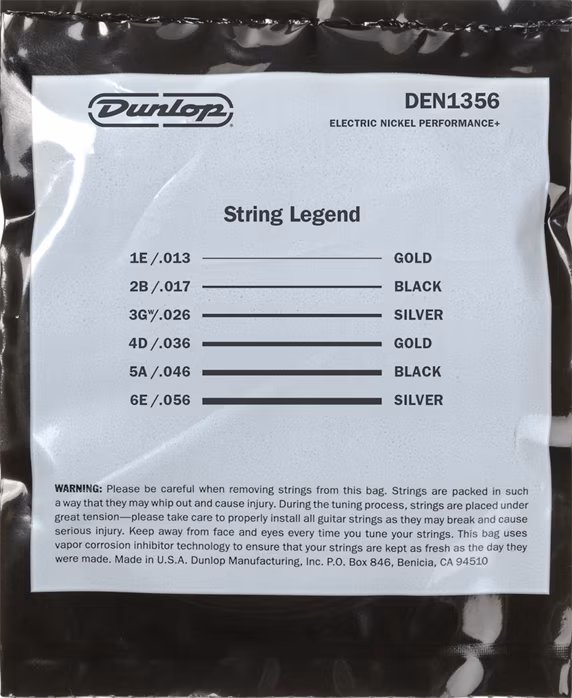 Dunlop®
DEN1356
ELECTRIC NICKEL PERFORMANCE+
String Legend
1E/.013 GOLD
2B/.017 BLACK
3Gʷ/.026 SILVER
4D/.036 GOLD
5A/.046 BLACK
6E/.056 SILVER
WARNING: Please be careful when removing strings from this bag. Strings are packed in such
a way that they may whip out and cause injury. During the tuning process, strings are placed under
great tension—please take care to properly install all guitar strings as they may break and cause
serious injury. Keep away from face and eyes every time you tune your strings. This bag uses
vapor corrosion inhibitor technology to ensure that your strings are kept as fresh as the day they
were made. Made in U.S.A. Dunlop Manufacturing, Inc. P.O. Box 846, Benicia, CA 94510